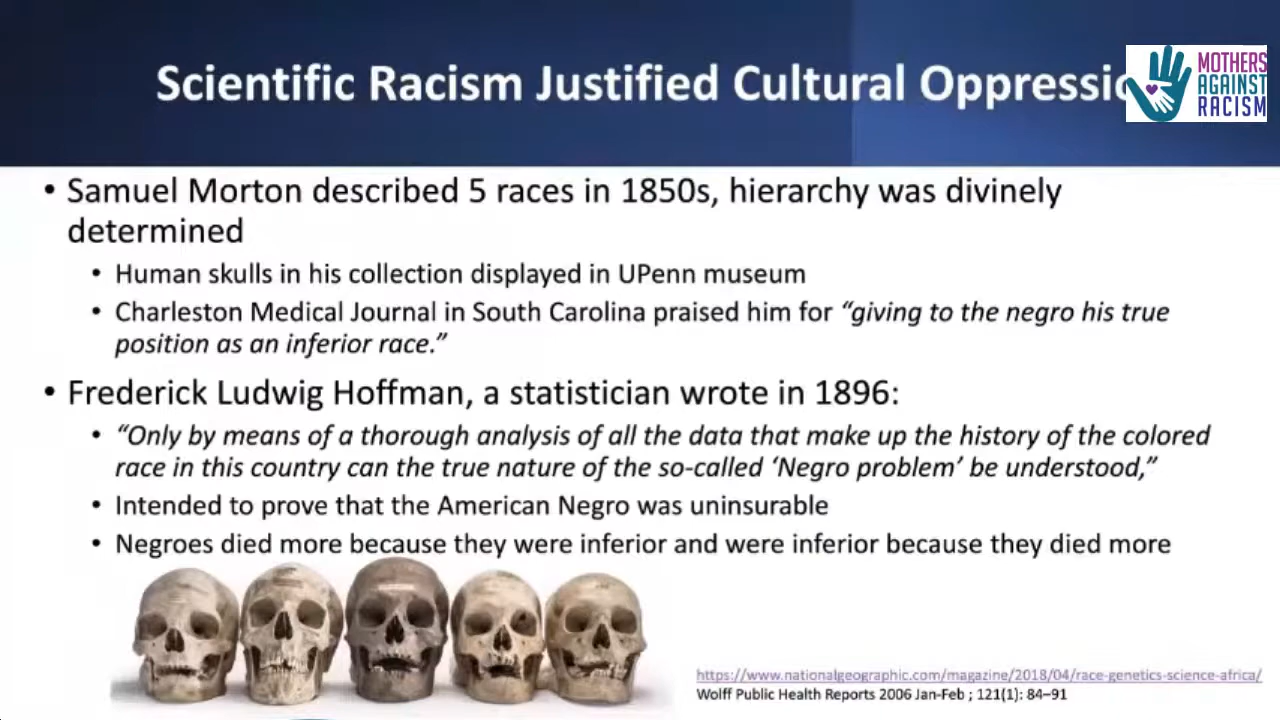 Scientific Racism Justified Cultural Oppressi
MOTHERS
AGAINST
RACISM
• Samuel Morton described 5 races in 1850s, hierarchy was divinely
determined
• Human skulls in his collection displayed in UPenn museum
• Charleston Medical Journal in South Carolina praised him for “giving to the negro his true
position as an inferior race.”
• Frederick Ludwig Hoffman, a statistician wrote in 1896:
• “Only by means of a thorough analysis of all the data that make up the history of the colored
race in this country can the true nature of the so-called ‘Negro problem’ be understood,”
• Intended to prove that the American Negro was uninsurable
• Negroes died more because they were inferior and were inferior because they died more
https://www.nationalgeographic.com/magazine/2018/04/race-genetics-science-africa/
Wolff Public Health Reports 2006 Jan-Feb ; 121(1): 84–91